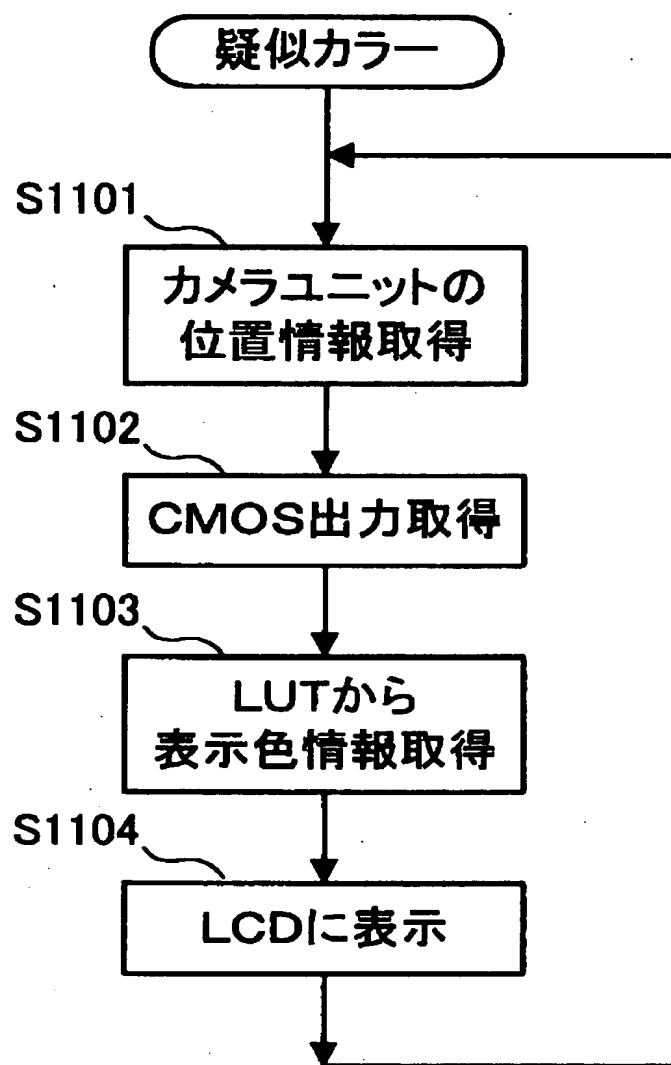 疑似カラー
S1101
カメラユニットの
位置情報取得
S1102
CMOS出力取得
S1103
LUTから
表示色情報取得
S1104
LCDに表示